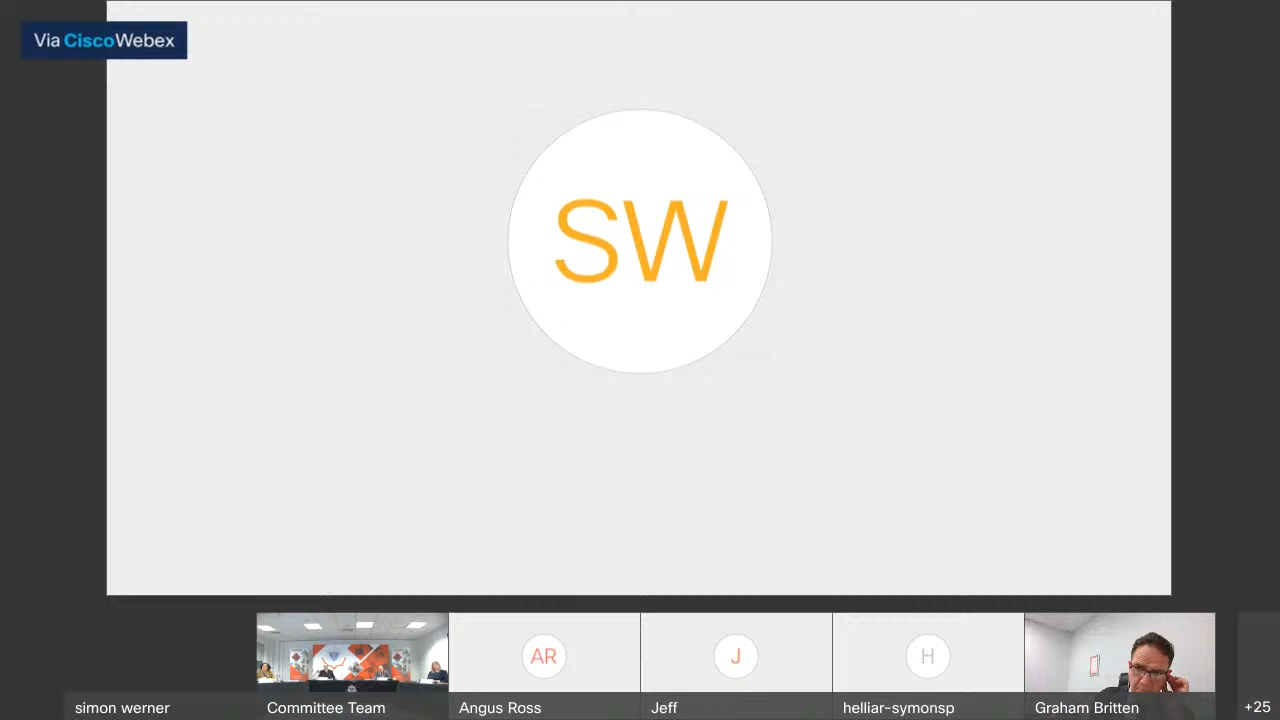 Via CiscoWebex
SW
AR
J
H
simon werner
Committee Team
Angus Ross
Jeff
helliar-symonsp
Graham Britten
+25